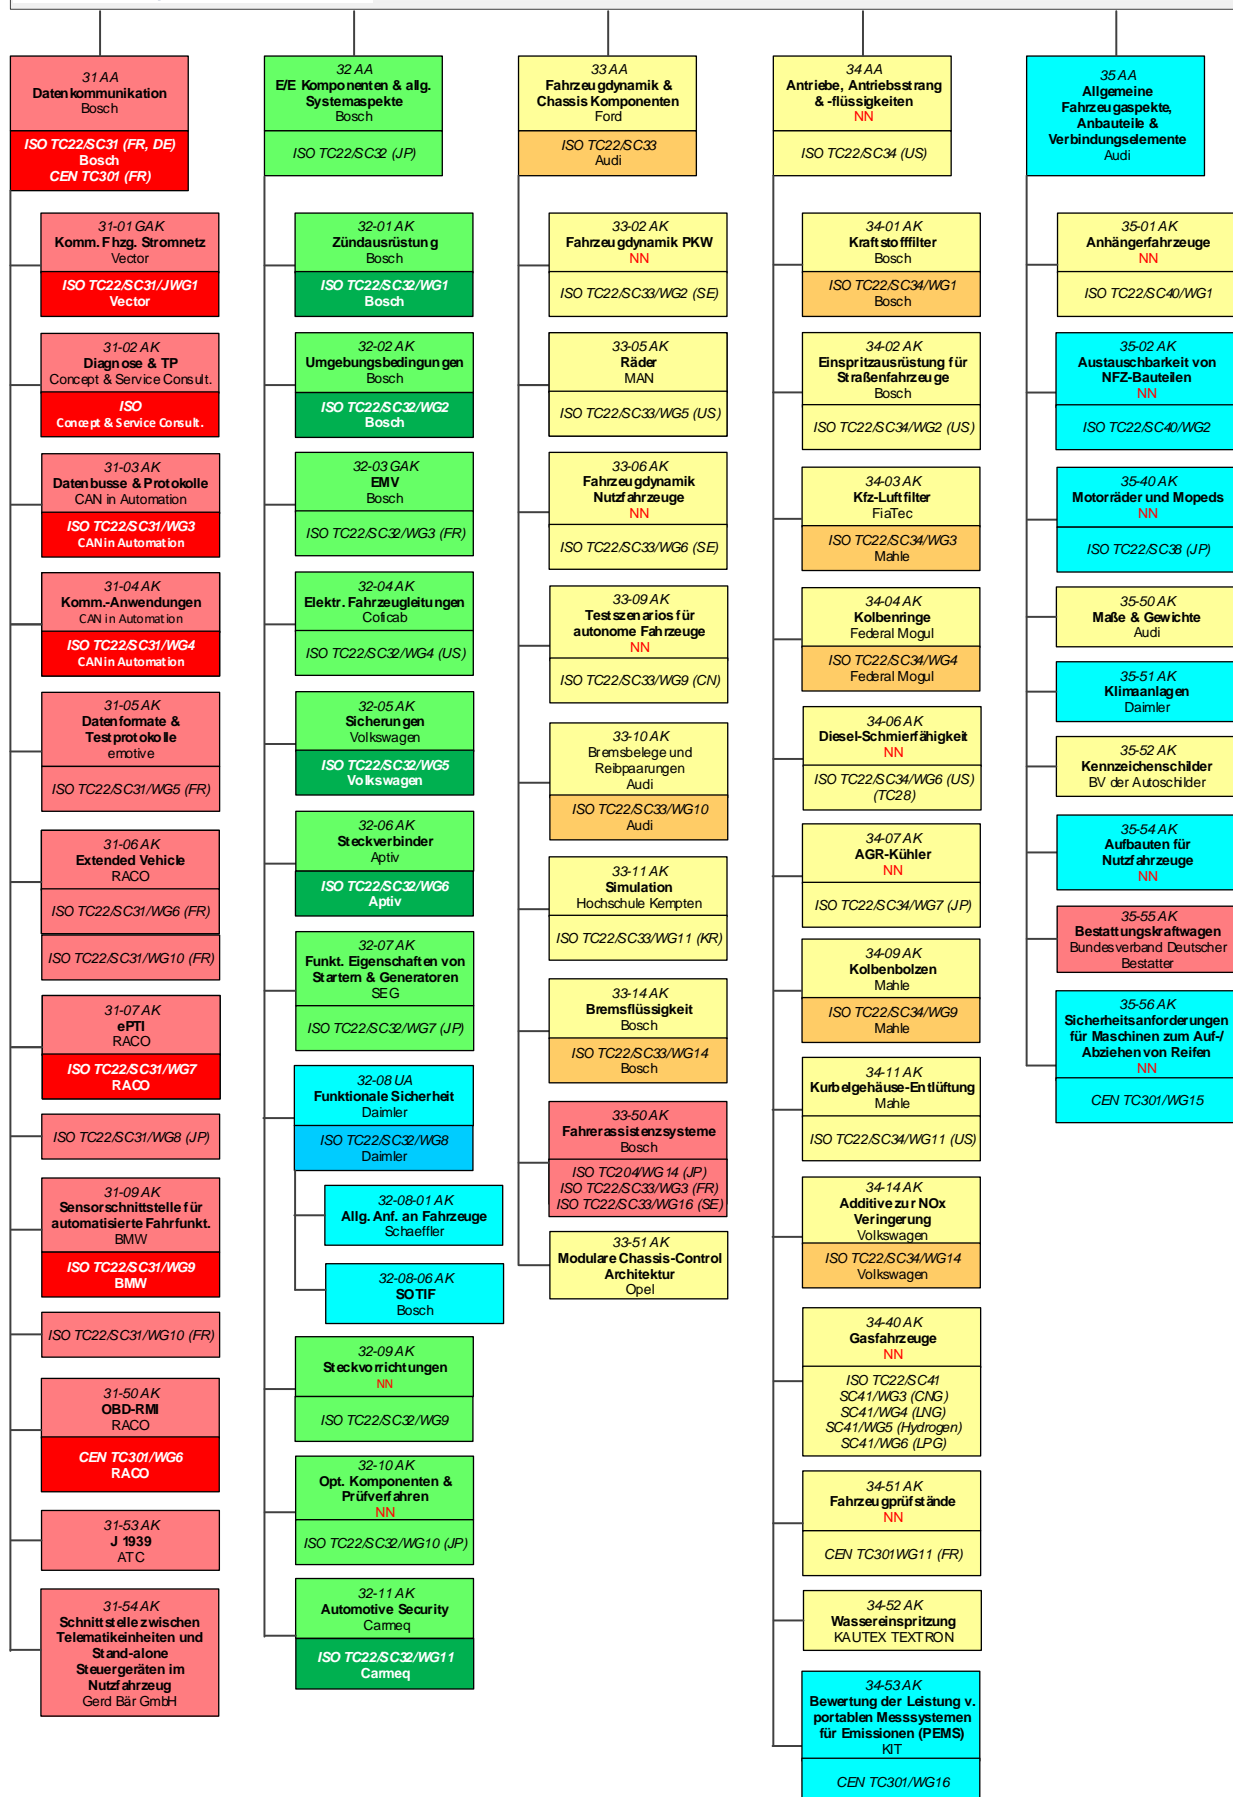 31 AA
Datenkommunikation
Bosch
ISO TC22/SC31 (FR, DE)
Bosch
CEN TC301 (FR)
31-01 GAK
Komm. Fhzg. Stromnetz
Vector
ISO TC22/SC31/JWG1
Vector
31-02 AK
Diagnose & TP
Concept & Service Consult.
ISO
Concept & Service Consult.
31-03 AK
Datenbusse & Protokolle
CAN in Automation
ISO TC22/SC31/WG3
CAN in Automation
31-04 AK
Komm.-Anwendungen
CAN in Automation
ISO TC22/SC31/WG4
CAN in Automation
31-05 AK
Datenformate &
Testprotokolle
emotive
ISO TC22/SC31/WG5 (FR)
31-06 AK
Extended Vehicle
RACO
ISO TC22/SC31/WG6 (FR)
ISO TC22/SC31/WG10 (FR)
31-07 AK
ePTI
RACO
ISO TC22/SC31/WG7
RACO
ISO TC22/SC31/WG8 (JP)
31-09 AK
Sensorschnittstelle für
automatisierte Fahrfunkt.
BMW
ISO TC22/SC31/WG9
BMW
ISO TC22/SC31/WG10 (FR)
31-50 AK
OBD-RMI
RACO
CEN TC301/WG6
RACO
31-53 AK
J 1939
ATC
31-54 AK
Schnittstelle zwischen
Telematikeinheiten und
Stand-alone
Steuergeräten im
Nutzfahrzeug
Gerd Bär GmbH
32 AA
E/E Komponenten & allg.
Systemaspekte
Bosch
ISO TC22/SC32 (JP)
32-01 AK
Zündausrüstung
Bosch
ISO TC22/SC32/WG1
Bosch
32-02 AK
Umgebungsbedingungen
Bosch
ISO TC22/SC32/WG2
Bosch
32-03 GAK
EMV
Bosch
ISO TC22/SC32/WG3 (FR)
32-04 AK
Elektr. Fahrzeugleitungen
Coficab
ISO TC22/SC32/WG4 (US)
32-05 AK
Sicherungen
Volkswagen
ISO TC22/SC32/WG5
Volkswagen
32-06 AK
Steckverbinder
Aptiv
ISO TC22/SC32/WG6
Aptiv
32-07 AK
Funkt. Eigenschaften von
Startern & Generatoren
SEG
ISO TC22/SC32/WG7 (JP)
32-08 UA
Funktionale Sicherheit
Daimler
ISO TC22/SC32/WG8
Daimler
32-08-01 AK
Allg. Anf. an Fahrzeuge
Schaeffler
32-08-06 AK
SOTIF
Bosch
32-09 AK
Steckvorrichtungen
NN
ISO TC22/SC32/WG9
32-10 AK
Opt. Komponenten &
Prüfverfahren
NN
ISO TC22/SC32/WG10 (JP)
32-11 AK
Automotive Security
Carmeq
ISO TC22/SC32/WG11
Carmeq
33 AA
Fahrzeugdynamik &
Chassis Komponenten
Ford
ISO TC22/SC33
Audi
33-02 AK
Fahrzeugdynamik PKW
NN
ISO TC22/SC33/WG2 (SE)
33-05 AK
Räder
MAN
ISO TC22/SC33/WG5 (US)
33-06 AK
Fahrzeugdynamik
Nutzfahrzeuge
NN
ISO TC22/SC33/WG6 (SE)
33-09 AK
Testszenarios für
autonome Fahrzeuge
NN
ISO TC22/SC33/WG9 (CN)
33-10 AK
Bremsbelege und
Reibpaarungen
Audi
ISO TC22/SC33/WG10
Audi
33-11 AK
Simulation
Hochschule Kempten
ISO TC22/SC33/WG11 (KR)
33-14 AK
Bremsflüssigkeit
Bosch
ISO TC22/SC33/WG14
Bosch
33-50 AK
Fahrerassistenzsysteme
Bosch
ISO TC204/WG14 (JP)
ISO TC22/SC33/WG3 (FR)
ISO TC22/SC33/WG16 (SE)
33-51 AK
Modulare Chassis-Control
Architektur
Opel
34 AA
Antriebe, Antriebsstrang
& -flüssigkeiten
NN
ISO TC22/SC34 (US)
34-01 AK
Kraftstofffilter
Bosch
ISO TC22/SC34/WG1
Bosch
34-02 AK
Einspritzausrüstung für
Straßenfahrzeuge
Bosch
ISO TC22/SC34/WG2 (US)
34-03 AK
Kfz-Luftfilter
FiaTec
ISO TC22/SC34/WG3
Mahle
34-04 AK
Kolbenringe
Federal Mogul
ISO TC22/SC34/WG4
Federal Mogul
34-06 AK
Diesel-Schmierfähigkeit
NN
ISO TC22/SC34/WG6 (US)
(TC28)
34-07 AK
AGR-Kühler
NN
ISO TC22/SC34/WG7 (JP)
34-09 AK
Kolbenbolzen
Mahle
ISO TC22/SC34/WG9
Mahle
34-11 AK
Kurbelgehäuse-Entlüftung
Mahle
ISO TC22/SC34/WG11 (US)
34-14 AK
Additive zur NOx
Veringerung
Volkswagen
ISO TC22/SC34/WG14
Volkswagen
34-40 AK
Gasfahrzeuge
NN
ISO TC22/SC41
SC41/WG3 (CNG)
SC41/WG4 (LNG)
SC41/WG5 (Hydrogen)
SC41/WG6 (LPG)
34-51 AK
Fahrzeugprüfstände
NN
CEN TC301WG11 (FR)
34-52 AK
Wassereinspritzung
KAUTEX TEXTRON
34-53 AK
Bewertung der Leistung v.
portablen Messsystemen
für Emissionen (PEMS)
KIT
CEN TC301/WG16
35 AA
Allgemeine
Fahrzeugaspekte,
Anbauteile &
Verbindungselemente
Audi
35-01 AK
Anhängerfahrzeuge
NN
ISO TC22/SC40/WG1
35-02 AK
Austauschbarkeit von
NFZ-Bauteilen
NN
ISO TC22/SC40/WG2
35-40 AK
Motorräder und Mopeds
NN
ISO TC22/SC38 (JP)
35-50 AK
Maße & Gewichte
Audi
35-51 AK
Klimaanlagen
Daimler
35-52 AK
Kennzeichenschilder
BV der Autoschilder
35-54 AK
Aufbauten für
Nutzfahrzeuge
NN
35-55 AK
Bestattungskraftwagen
Bundesverband Deutscher
Bestatter
35-56 AK
Sicherheitsanforderungen
für Maschinen zum Auf-/
Abziehen von Reifen
NN
CEN TC301/WG15